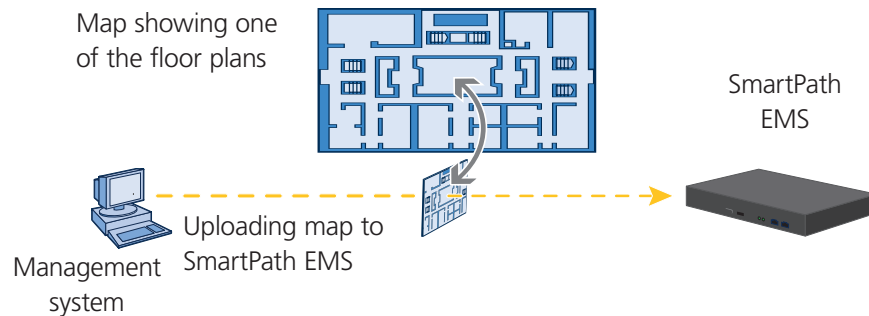 Map showing one
of the floor plans
SmartPath
EMS
Uploading map to
SmartPath EMS
Management
system